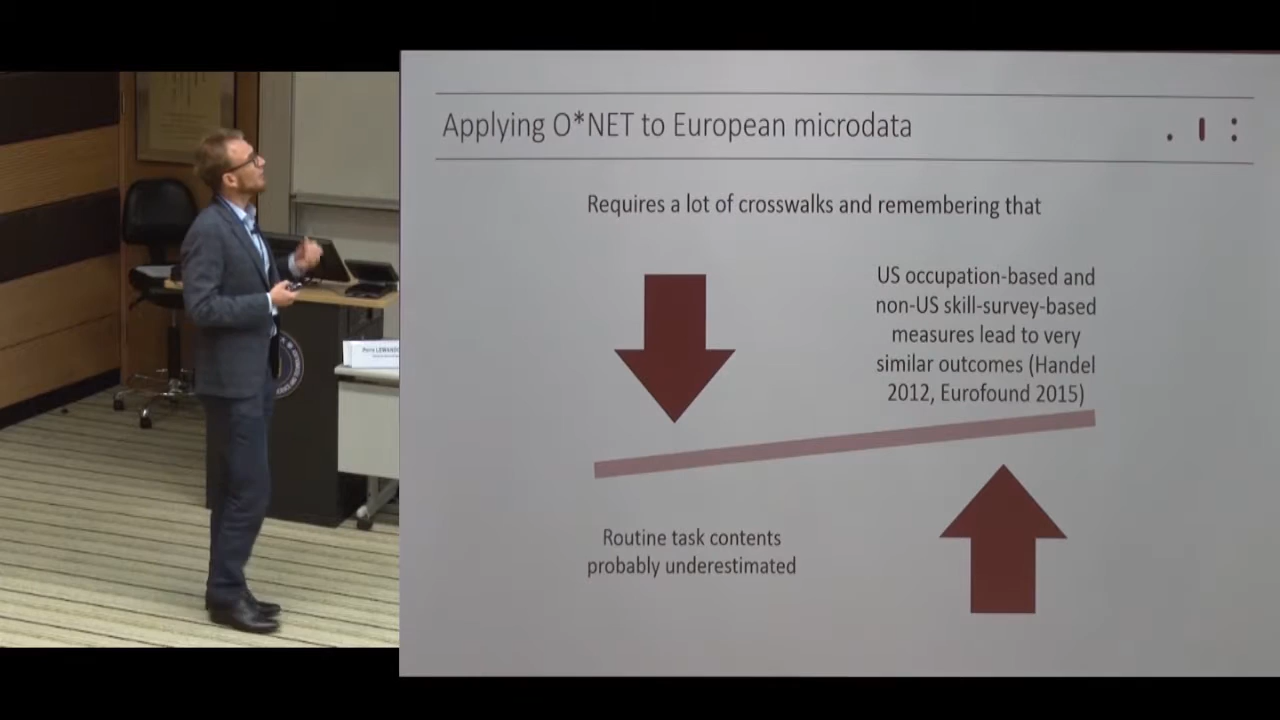 Applying O*NET to European microdata
Requires a lot of crosswalks and remembering that
US occupation-based and
non-US skill-survey-based
measures lead to very
similar outcomes (Handel
2012, Eurofound 2015)
Routine task contents
probably underestimated